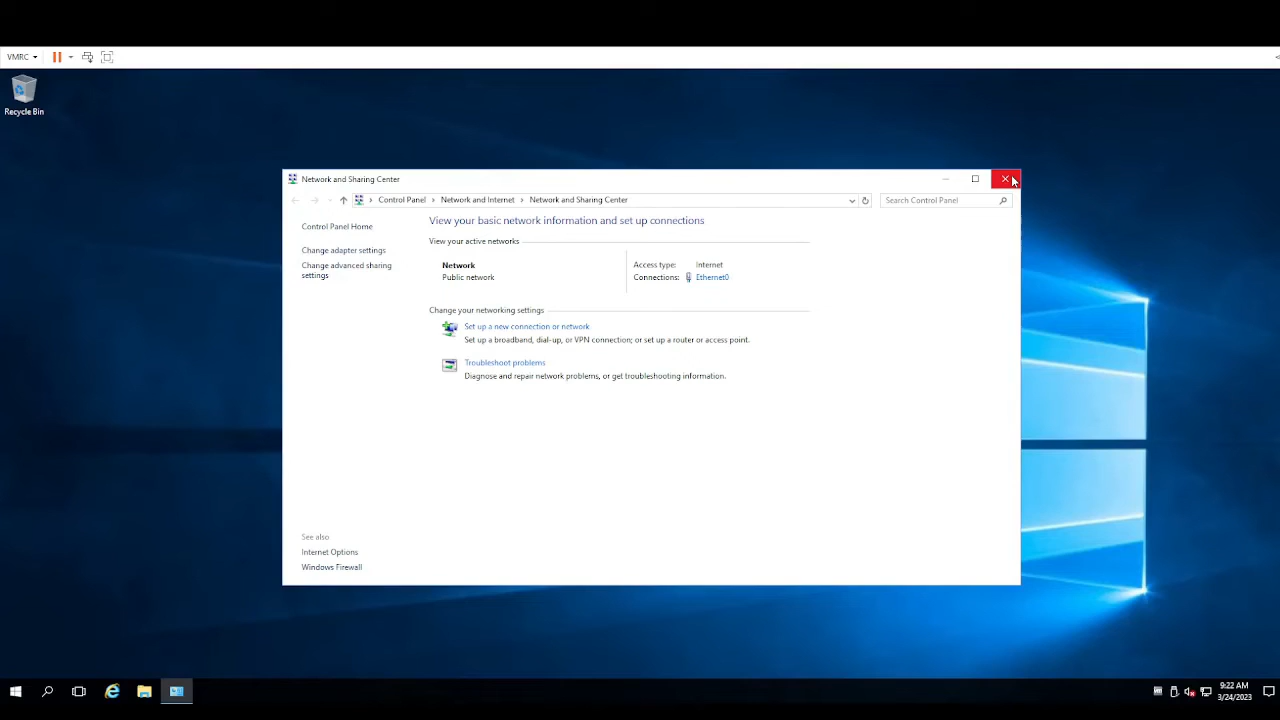 VMRC
Recycle Bin
Network and Sharing Center
Control Panel
Network and Internet
Network and Sharing Center
Search Control Panel
Control Panel Home
Change adapter settings
Change advanced sharing
settings
See also
Internet Options
Windows Firewall
View your basic network information and set up connections
View your active networks
Network
Public network
Access type: Internet
Connections: Ethernet0
Change your networking settings
Set up a new connection or network
Set up a broadband, dial-up, or VPN connection; or set up a router or access point.
Troubleshoot problems
Diagnose and repair network problems, or get troubleshooting information.
9:22 AM
3/24/2023